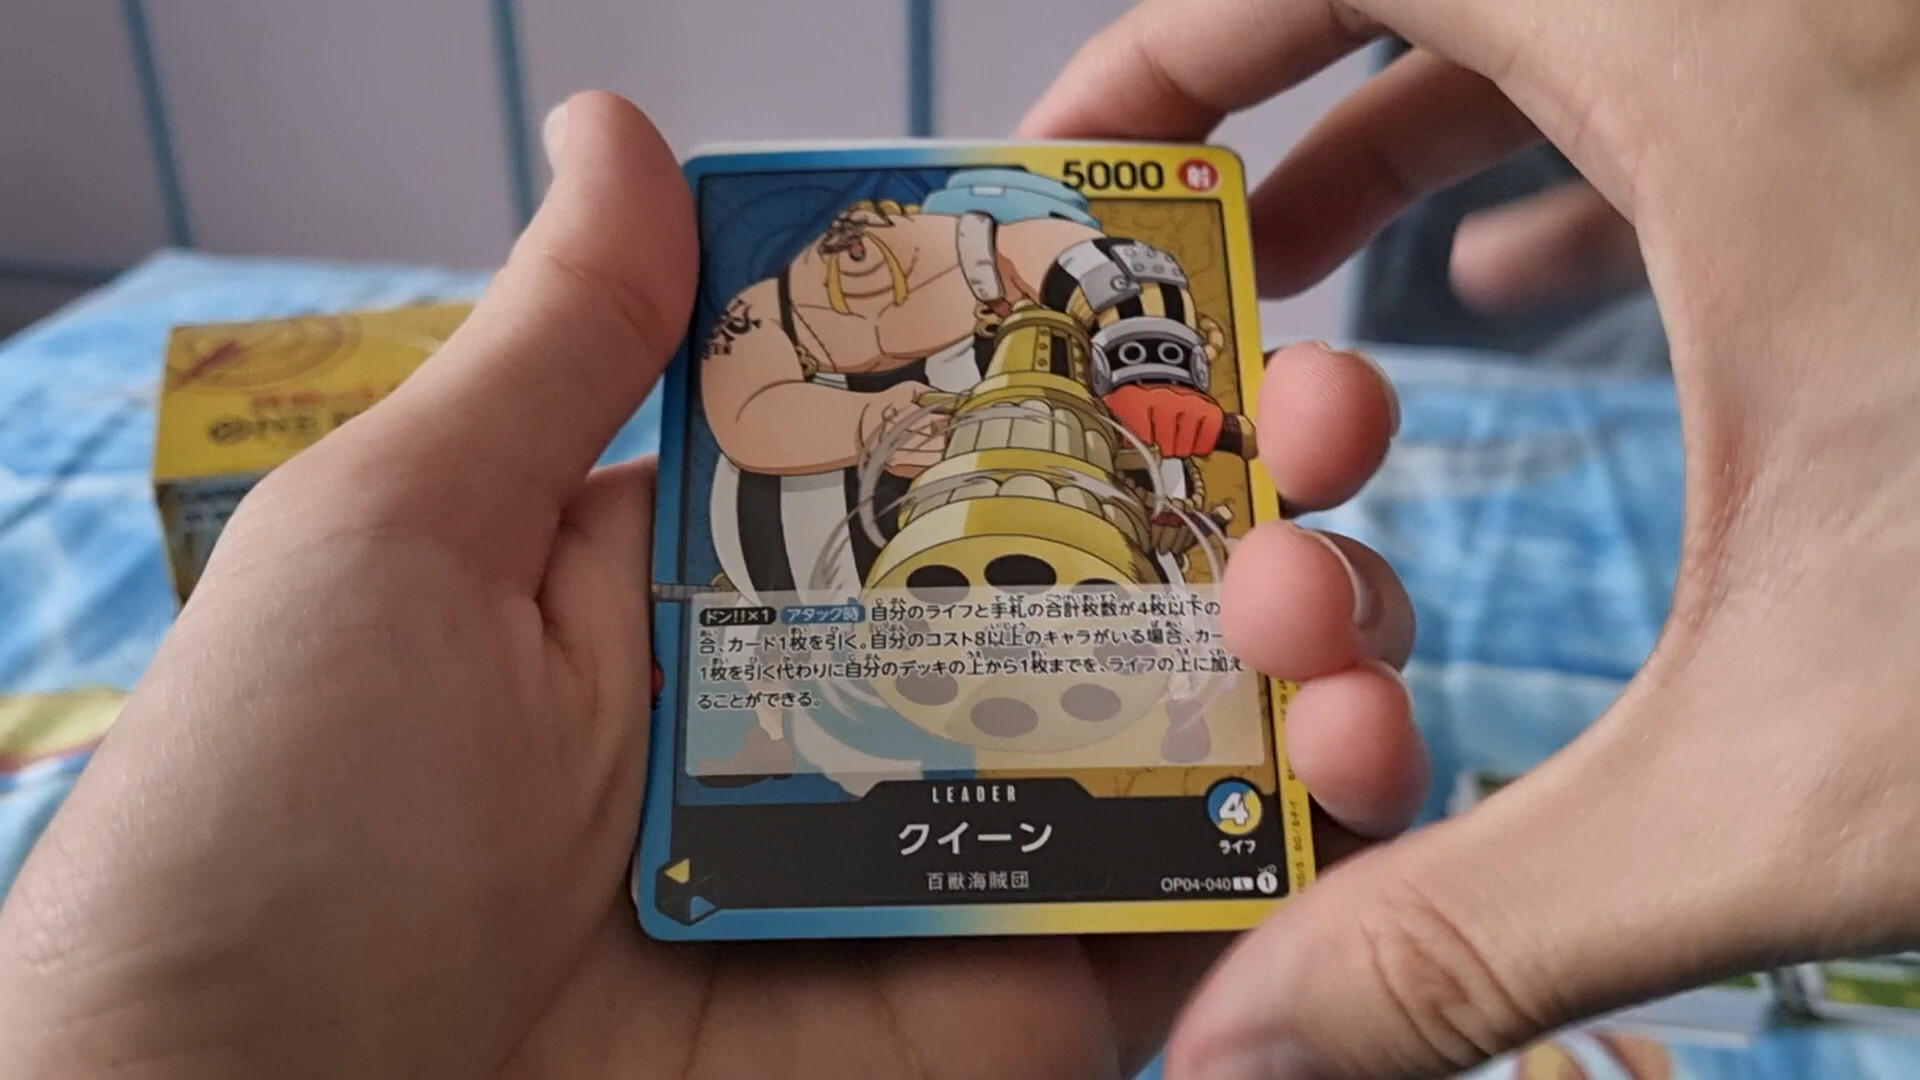 5000 射
ドン!!×1 アタック時 自分のライフと手札の合計枚数が4枚以下の
合、カード1枚を引く。自分のコスト8以上のキャラがいる場合、カー
1枚を引く代わりに自分のデッキの上から1枚までを、ライフの上に加え
ることができる。
LEADER
4
クイーン
ライフ
百獣海賊団
OP04-040 L 1